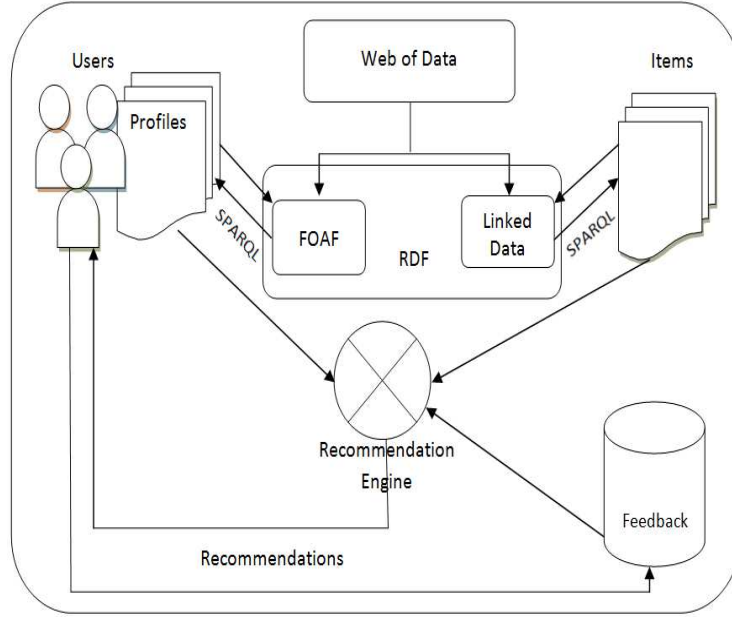 Users
Web of Data
Items
Profiles
SPARQL
FOAF
RDF
Linked
Data
SPARQL
Recommendation
Engine
Feedback
Recommendations